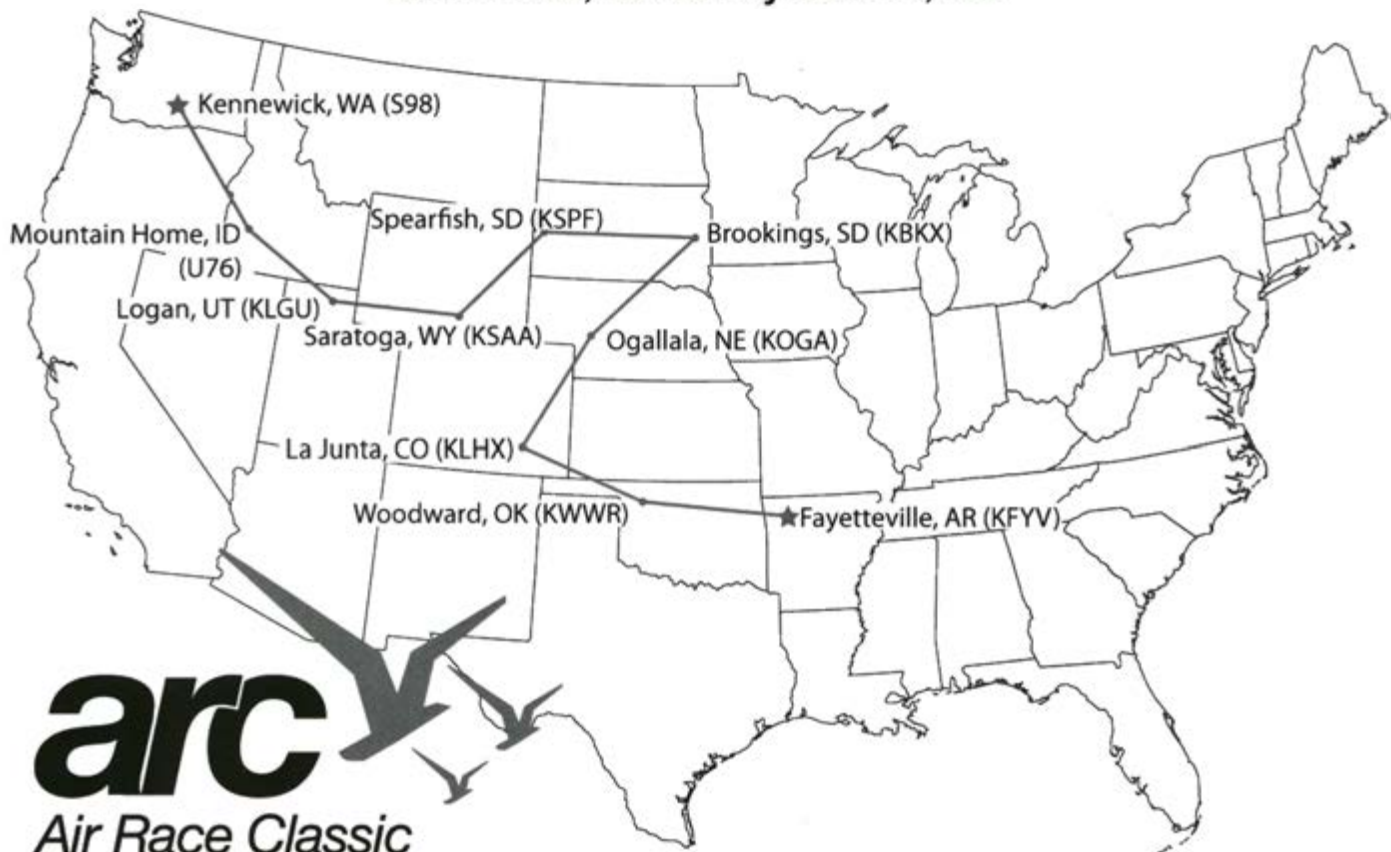 Kennewick, WA (S98)
Spearfish, SD (KSPF)
Brookings, SD (KBKX)
Mountain Home, ID
(U76)
Logan, UT (KLGU)
Saratoga, WY (KSAA)
Ogallala, NE (KOGA)
La Junta, CO (KLHX)
Woodward, OK (KWWR)
Fayetteville, AR (KFYV)
arc
Air Race Classic